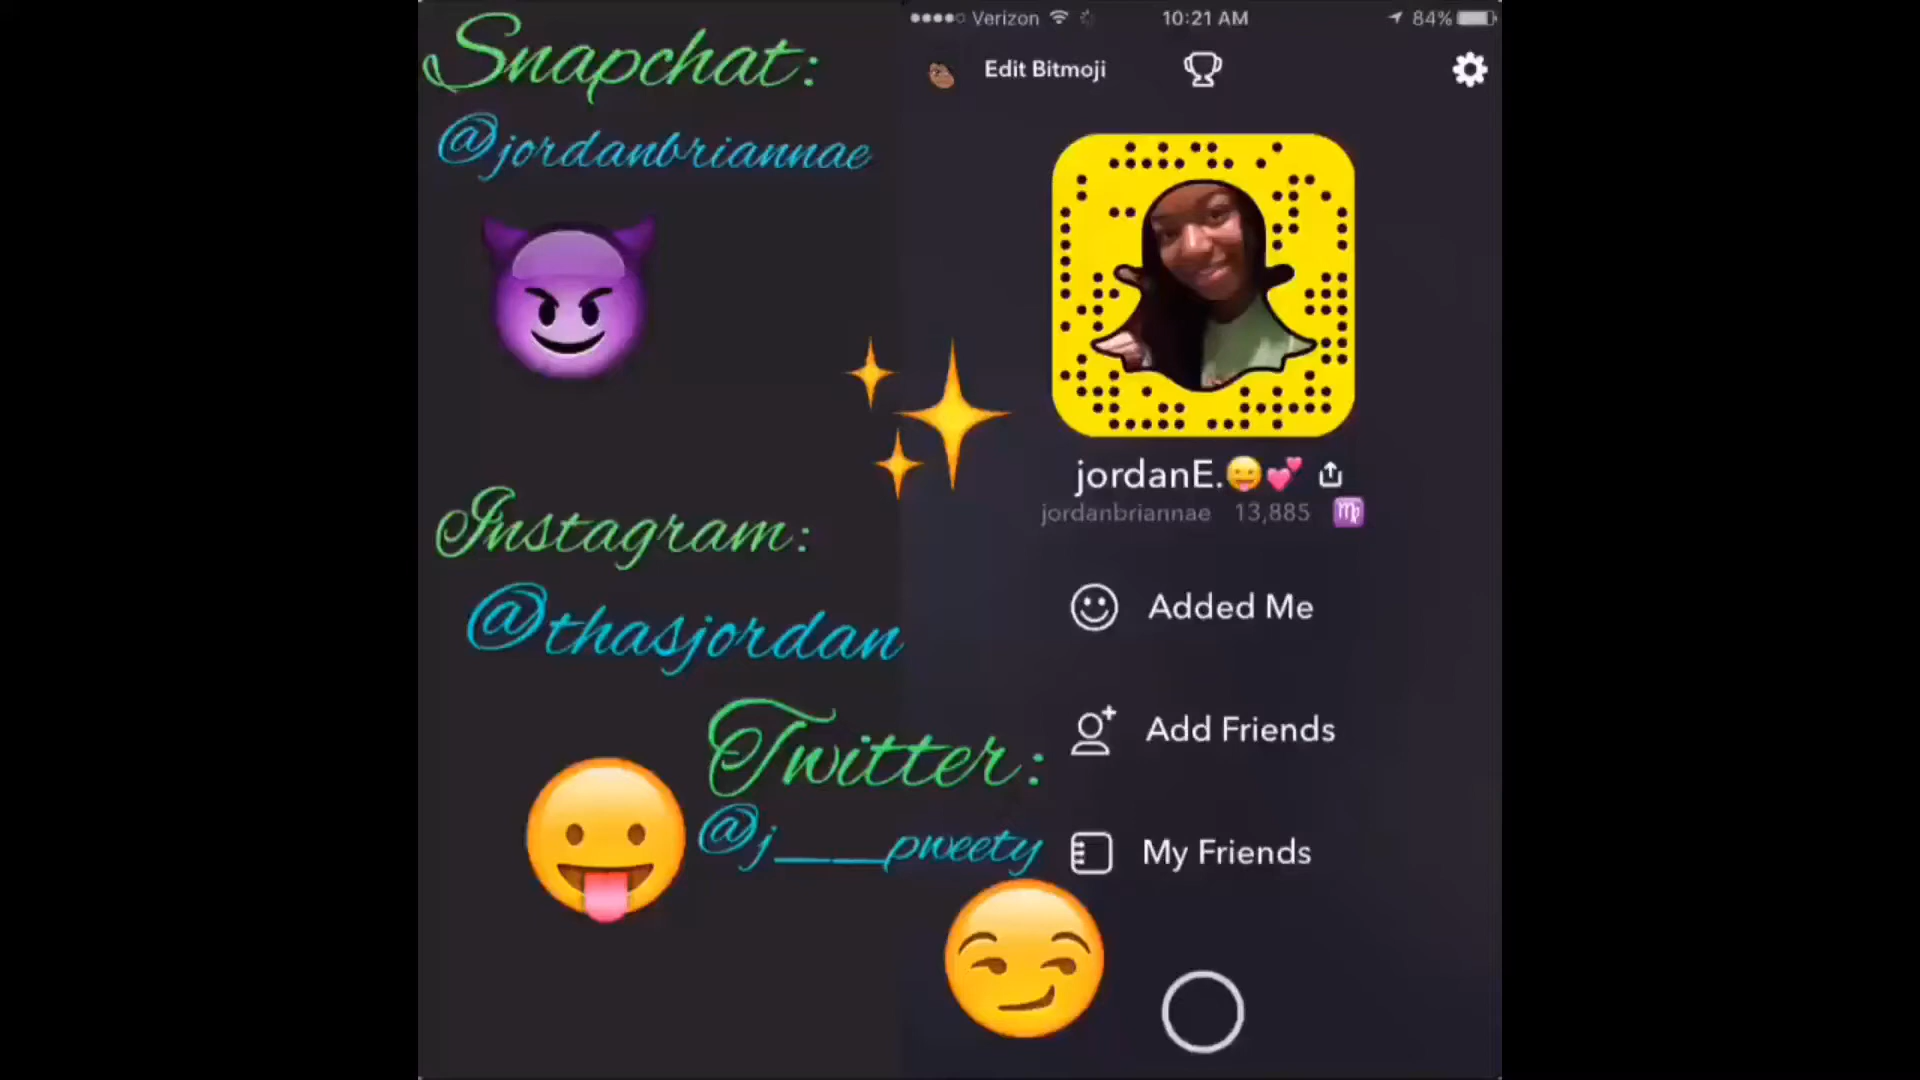 Snapchat:
@jordanbriannae
Instagram:
@thasjordan
Twitter:
@j___pweety
Verizon 10:21 AM 84%
Edit Bitmoji
jordanE.😛💕
jordanbriannae 13,885 ♍
Added Me
Add Friends
My Friends